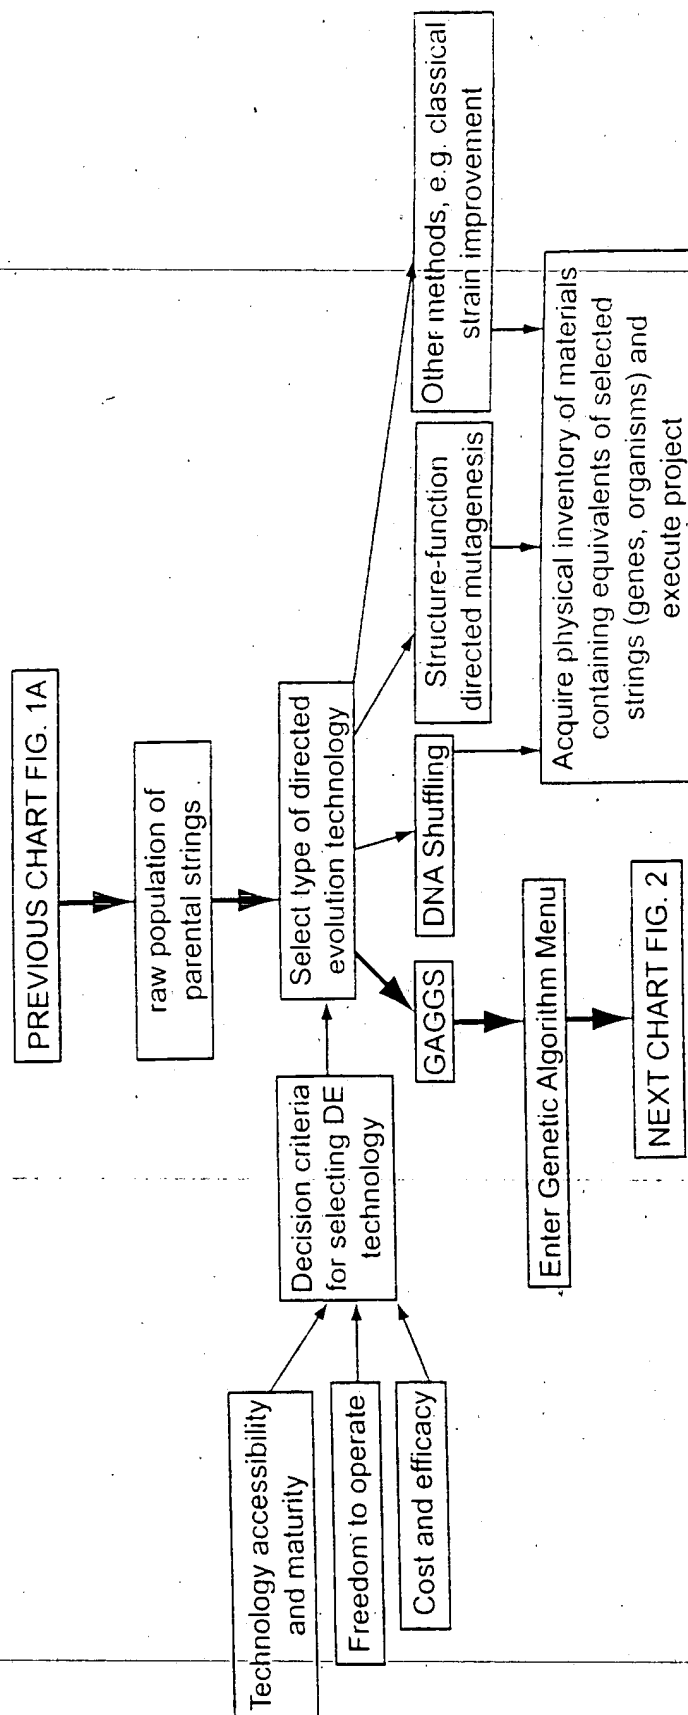 PREVIOUS CHART FIG. 1A
raw population of
parental strings
Technology accessibility
and maturity
Freedom to operate
Cost and efficacy
Decision criteria
for selecting DE
technology
Select type of directed
evolution technology
GAGGS
DNA Shuffling
Structure-function
directed mutagenesis
Other methods, e.g. classical
strain improvement
Enter Genetic Algorithm Menu
Acquire physical inventory of materials
containing equivalents of selected
strings (genes, organisms) and
execute project
NEXT CHART FIG. 2